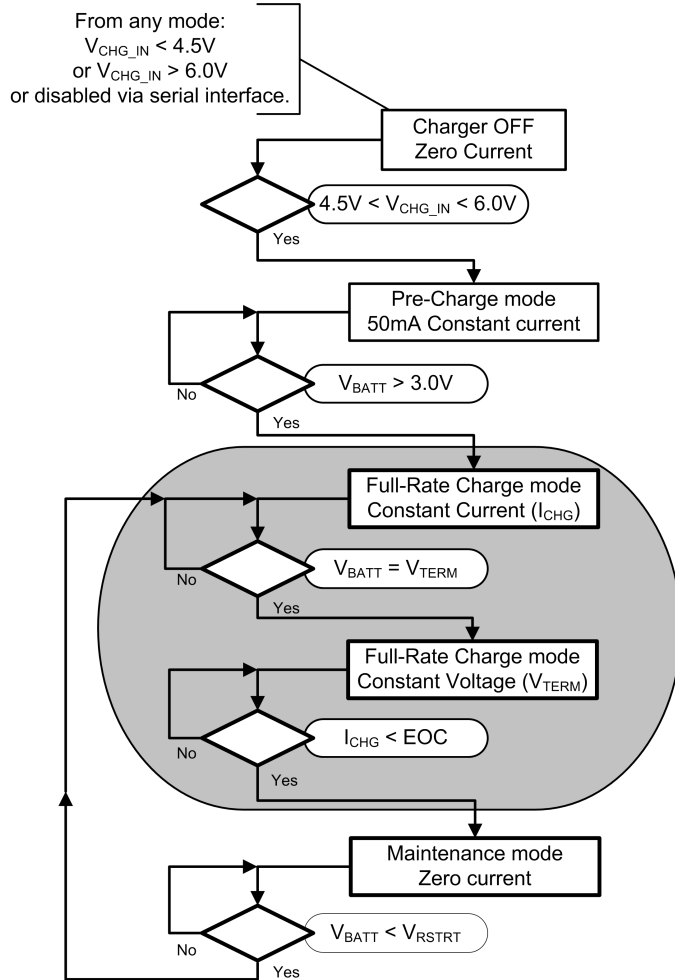 From any mode:
V_CHG_IN < 4.5V
or V_CHG_IN > 6.0V
or disabled via serial interface.
Charger OFF
Zero Current
4.5V < V_CHG_IN < 6.0V
Yes
Pre-Charge mode
50mA Constant current
V_BATT > 3.0V
No
Yes
Full-Rate Charge mode
Constant Current (I_CHG)
V_BATT = V_TERM
No
Yes
Full-Rate Charge mode
Constant Voltage (V_TERM)
I_CHG < EOC
No
Yes
Maintenance mode
Zero current
V_BATT < V_RSTRT
No
Yes